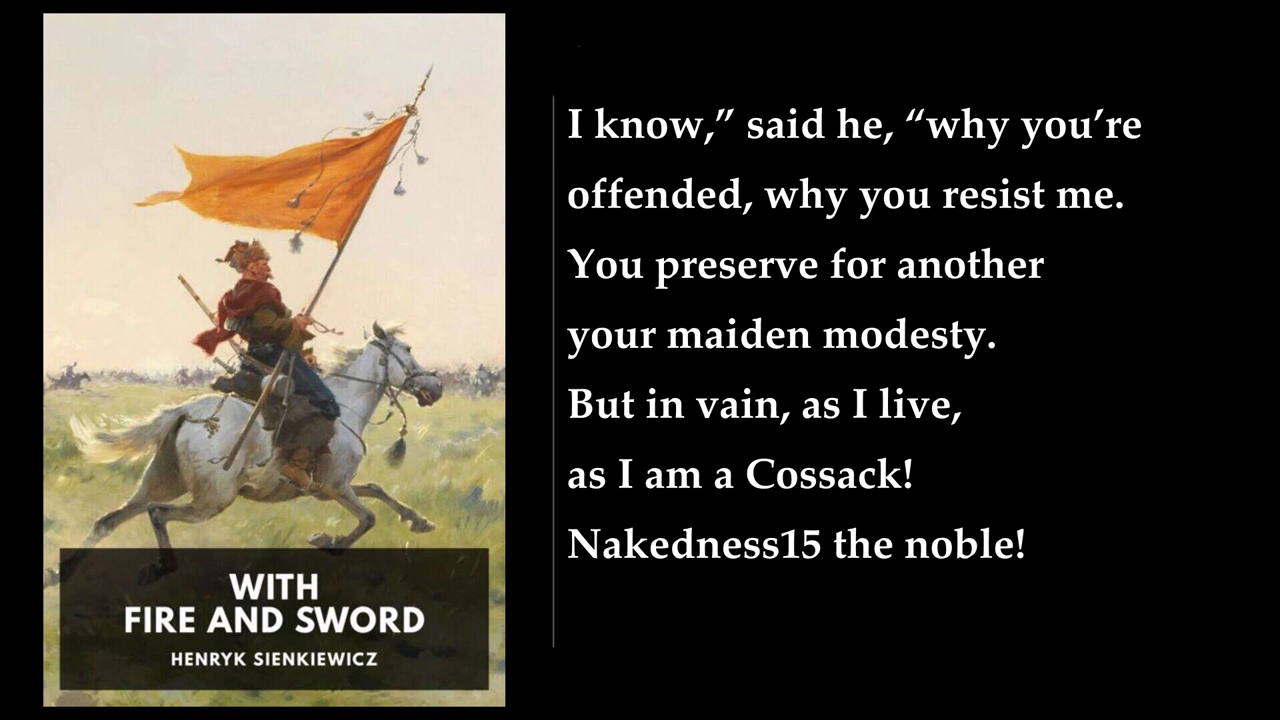 I know,” said he, “why you’re
offended, why you resist me.
You preserve for another
your maiden modesty.
But in vain, as I live,
as I am a Cossack!
Nakedness15 the noble!
WITH
FIRE AND SWORD
HENRYK SIENKIEWICZ